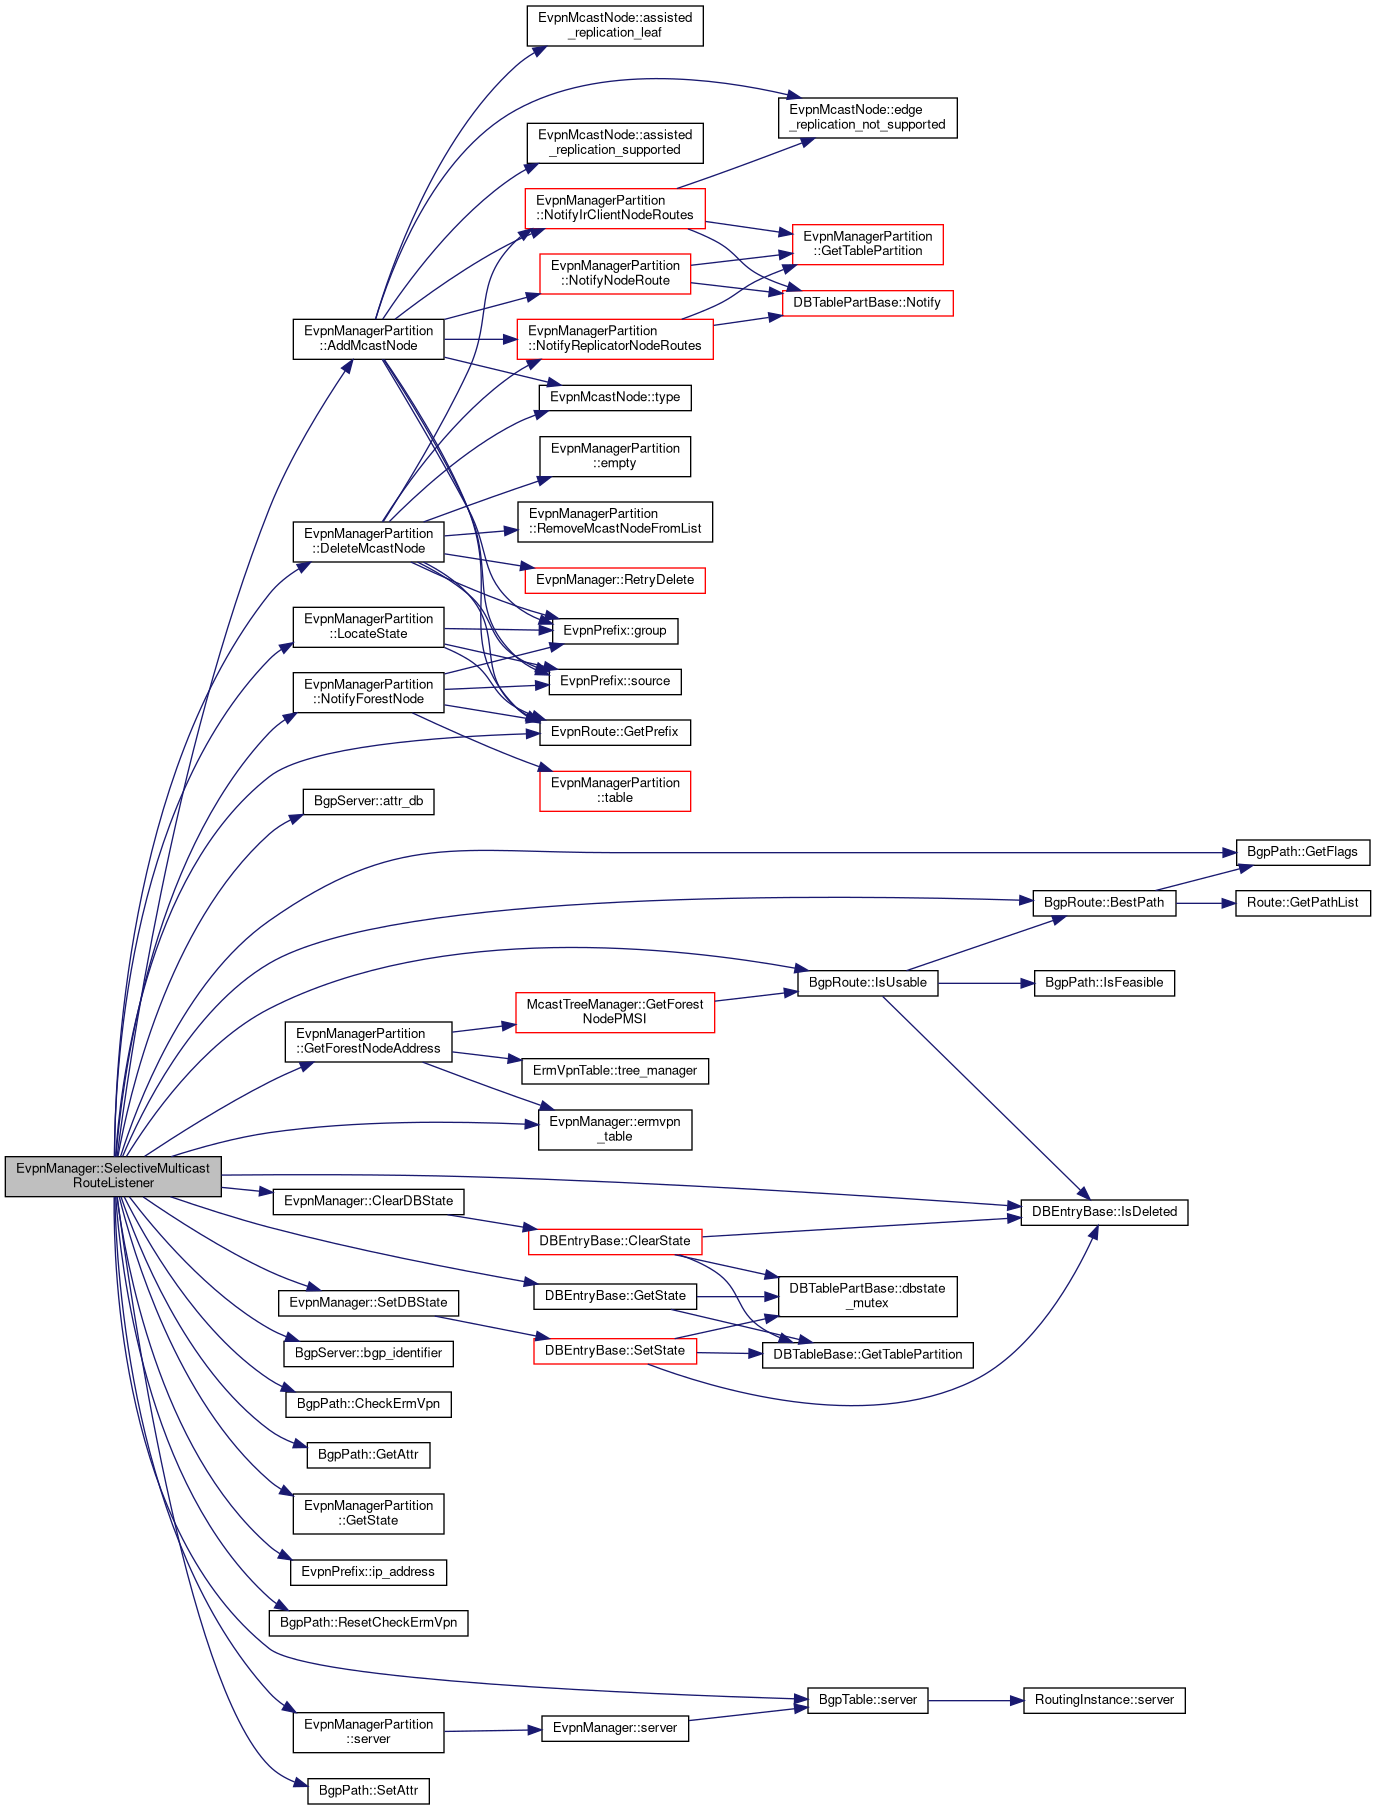 EvpnMcastNode::assisted
_replication_leaf
EvpnMcastNode::edge
_replication_not_supported
EvpnMcastNode::assisted
_replication_supported
EvpnManagerPartition
::NotifyIrClientNodeRoutes
EvpnManagerPartition
::GetTablePartition
EvpnManagerPartition
::NotifyNodeRoute
DBTablePartBase::Notify
EvpnManagerPartition
::AddMcastNode
EvpnManagerPartition
::NotifyReplicatorNodeRoutes
EvpnMcastNode::type
EvpnManagerPartition
::empty
EvpnManagerPartition
::RemoveMcastNodeFromList
EvpnManagerPartition
::DeleteMcastNode
EvpnManager::RetryDelete
EvpnManagerPartition
::LocateState
EvpnPrefix::group
EvpnPrefix::source
EvpnManagerPartition
::NotifyForestNode
EvpnRoute::GetPrefix
EvpnManagerPartition
::table
BgpServer::attr_db
BgpPath::GetFlags
BgpRoute::BestPath
Route::GetPathList
BgpRoute::IsUsable
BgpPath::IsFeasible
McastTreeManager::GetForest
NodePMSI
EvpnManagerPartition
::GetForestNodeAddress
ErmVpnTable::tree_manager
EvpnManager::ermvpn
_table
EvpnManager::SelectiveMulticast
RouteListener
EvpnManager::ClearDBState
DBEntryBase::IsDeleted
DBEntryBase::ClearState
DBEntryBase::GetState
DBTablePartBase::dbstate
_mutex
EvpnManager::SetDBState
DBEntryBase::SetState
DBTableBase::GetTablePartition
BgpServer::bgp_identifier
BgpPath::CheckErmVpn
BgpPath::GetAttr
EvpnManagerPartition
::GetState
EvpnPrefix::ip_address
BgpPath::ResetCheckErmVpn
BgpTable::server
RoutingInstance::server
EvpnManagerPartition
::server
EvpnManager::server
BgpPath::SetAttr